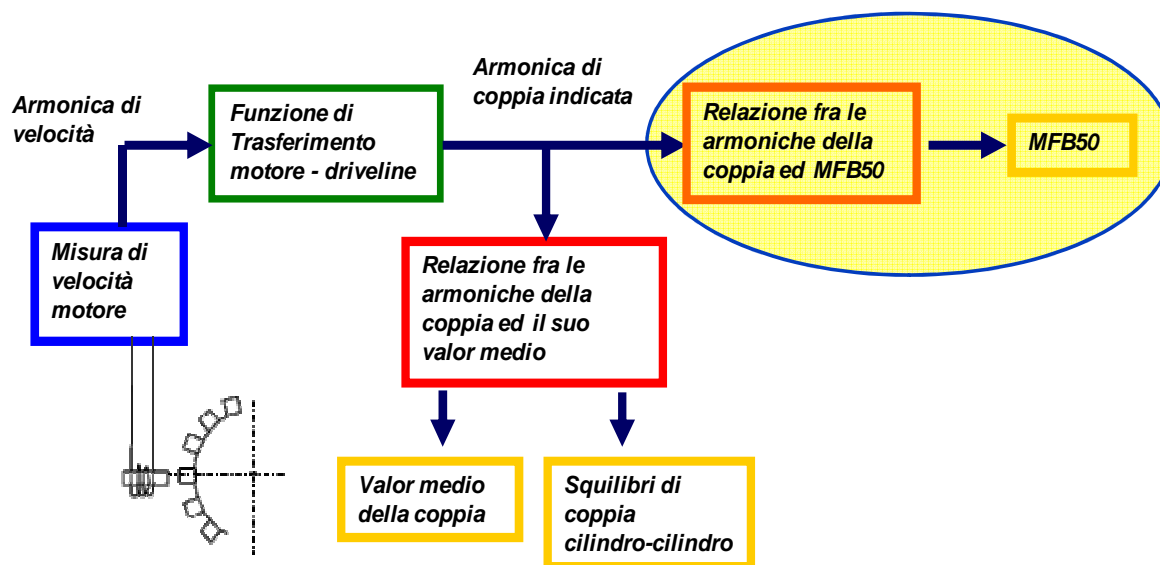 Armonica di
velocità
Funzione di
Trasferimento
motore - driveline
Armonica di
coppia indicata
Relazione fra le
armoniche della
coppia ed MFB50
MFB50
Misura di
velocità
motore
Relazione fra le
armoniche della
coppia ed il suo
valor medio
Valor medio
della coppia
Squilibri di
coppia
cilindro-cilindro